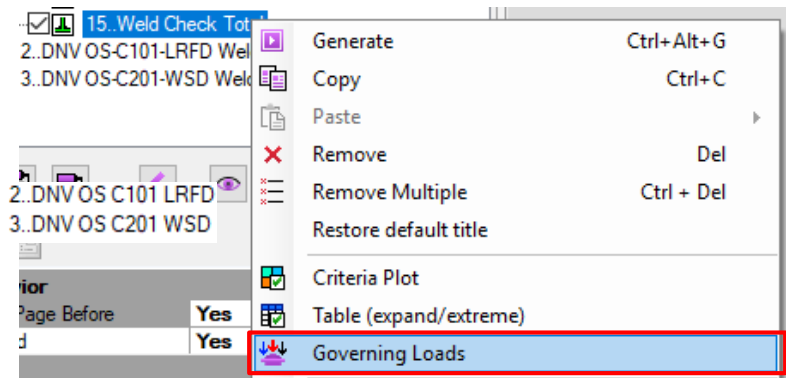 15..Weld Check Total
2..DNV OS-C101-LRFD Wel
3..DNV OS-C201-WSD Weld
2..DNV OS C101 LRFD
3..DNV OS C201 WSD
ior
Page Before Yes
d Yes
Generate Ctrl+Alt+G
Copy Ctrl+C
Paste
Remove Del
Remove Multiple Ctrl + Del
Restore default title
Criteria Plot
Table (expand/extreme)
Governing Loads